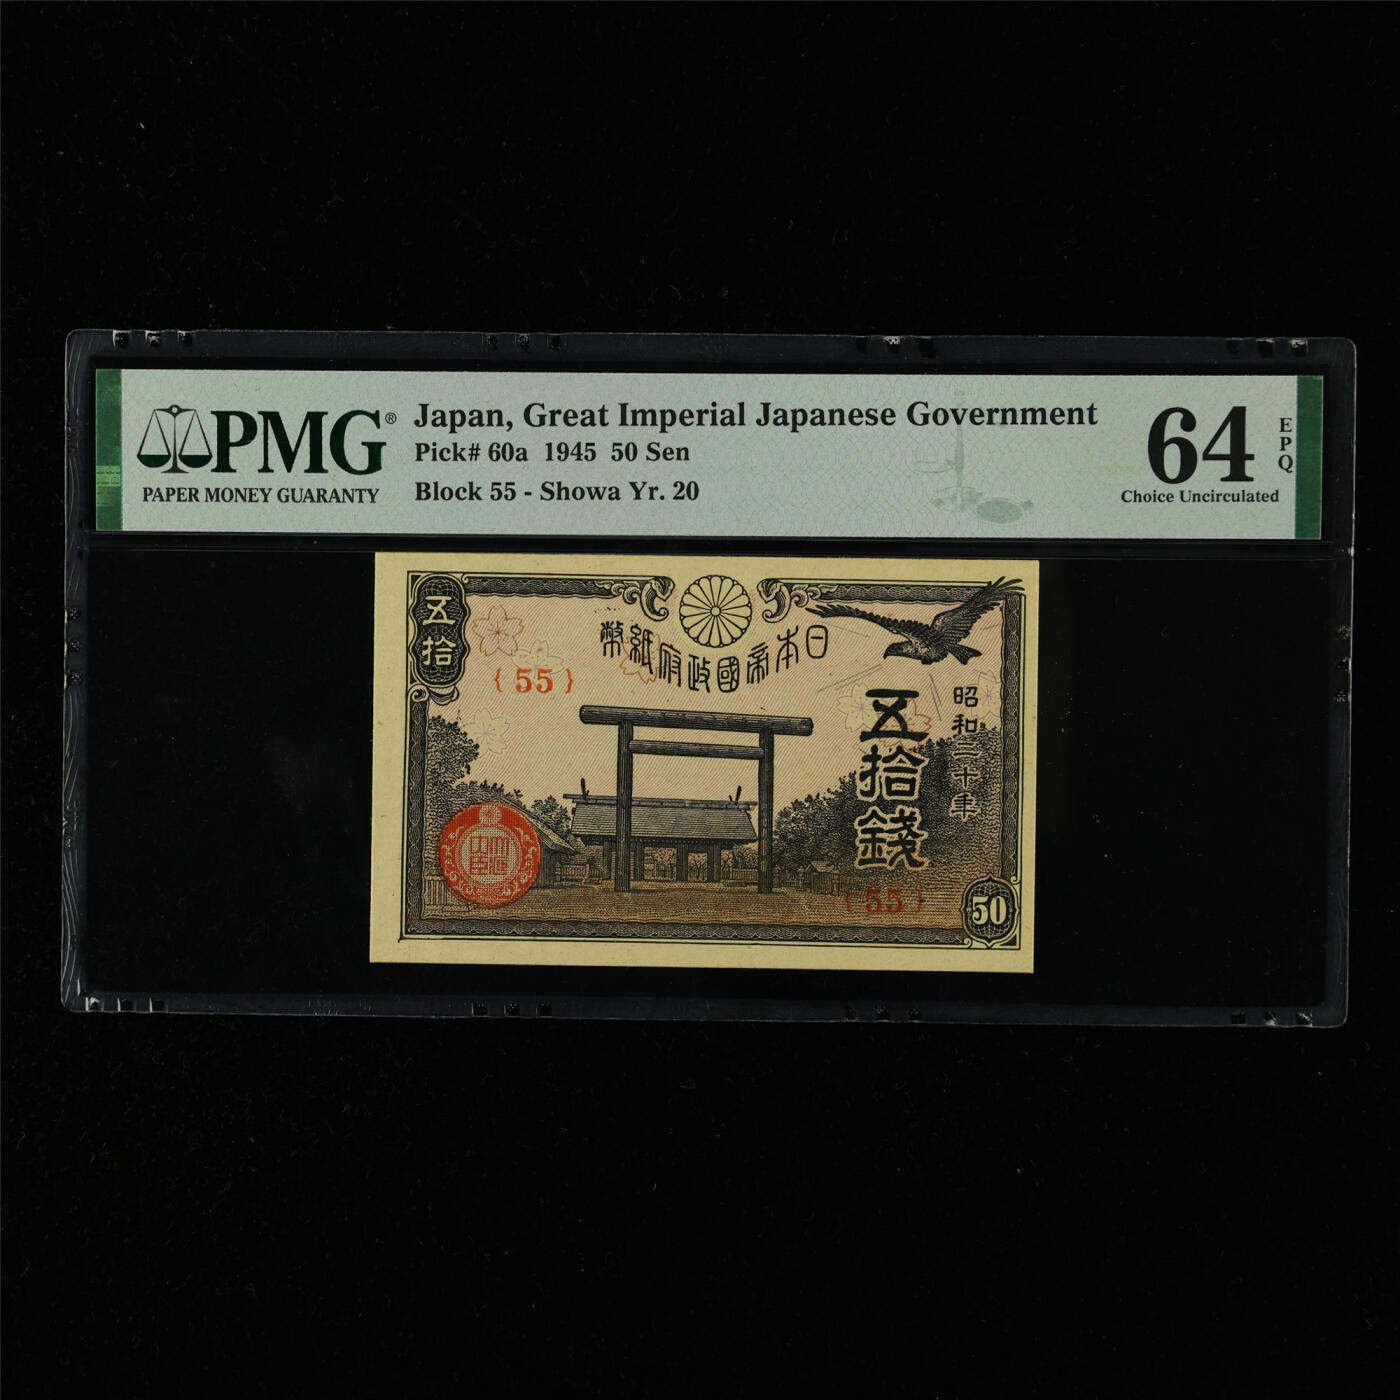 PMG®
PAPER MONEY GUARANTY
Japan, Great Imperial Japanese Government
Pick# 60a 1945 50 Sen
Block 55 - Showa Yr. 20
64
EPQ
Choice Uncirculated
五拾
日本帝國政府紙幣
{ 55 }
昭和二十年
五拾錢
{ 55 }
50